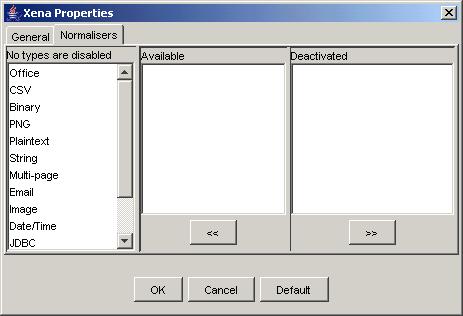 Xena Properties
General Normalisers
No types are disabled Available Deactivated
Office
CSV
Binary
PNG
Plaintext
String
Multi-page
Email
Image
Date/Time
JDBC
<< >>
OK Cancel Default